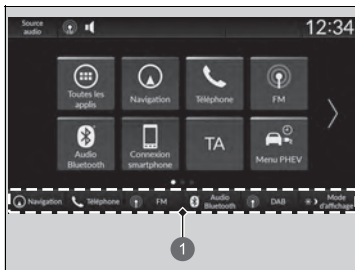 Source
audio
12:34
Toutes les
applis
Navigation
Téléphone
FM
Audio
Bluetooth
Connexion
smartphone
TA
Menu PHEV
Navigation
Téléphone
FM
Audio
Bluetooth
DAB
Mode
d'affichage
1